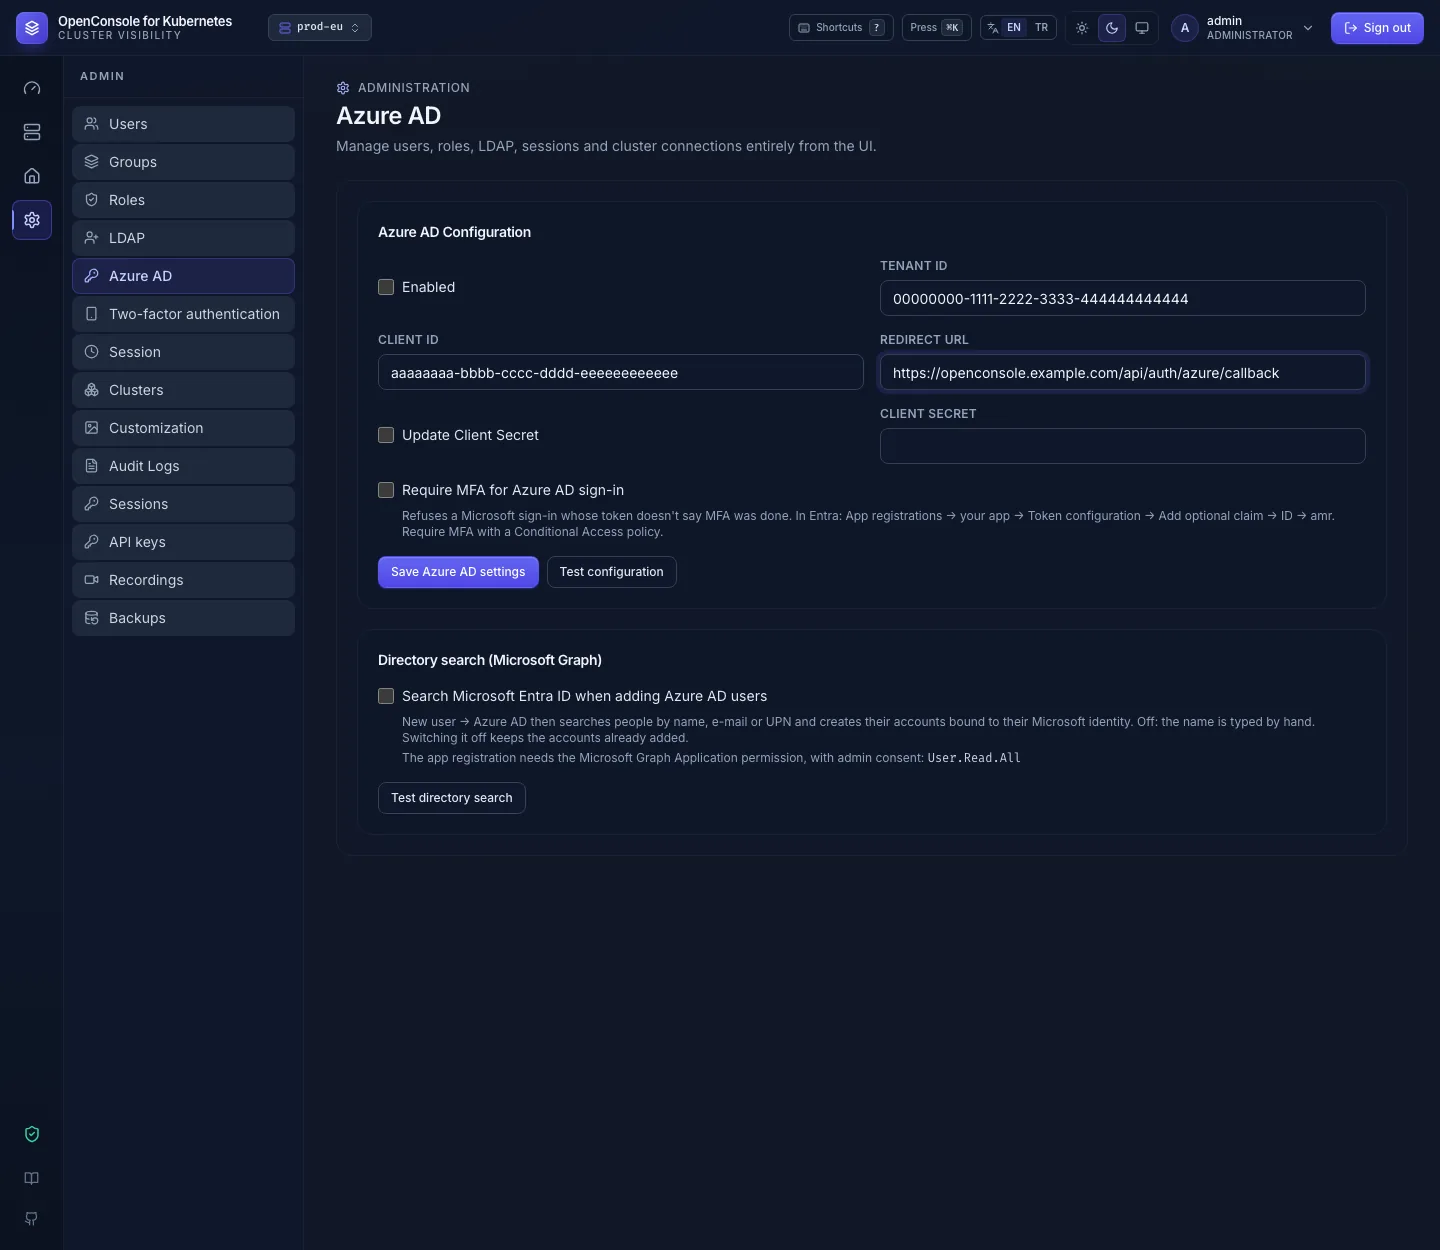 OpenConsole for Kubernetes
CLUSTER VISIBILITY
prod-eu
Shortcuts ?
Press ⌘K
EN TR
A
admin
ADMINISTRATOR
Sign out
ADMIN
Users
Groups
Roles
LDAP
Azure AD
Two-factor authentication
Session
Clusters
Customization
Audit Logs
Sessions
API keys
Recordings
Backups
ADMINISTRATION
Azure AD
Manage users, roles, LDAP, sessions and cluster connections entirely from the UI.
Azure AD Configuration
Enabled
TENANT ID
00000000-1111-2222-3333-444444444444
CLIENT ID
aaaaaaaa-bbbb-cccc-dddd-eeeeeeeeeeee
REDIRECT URL
https://openconsole.example.com/api/auth/azure/callback
Update Client Secret
CLIENT SECRET
Require MFA for Azure AD sign-in
Refuses a Microsoft sign-in whose token doesn't say MFA was done. In Entra: App registrations → your app → Token configuration → Add optional claim → ID → amr.
Require MFA with a Conditional Access policy.
Save Azure AD settings
Test configuration
Directory search (Microsoft Graph)
Search Microsoft Entra ID when adding Azure AD users
New user → Azure AD then searches people by name, e-mail or UPN and creates their accounts bound to their Microsoft identity. Off: the name is typed by hand.
Switching it off keeps the accounts already added.
The app registration needs the Microsoft Graph Application permission, with admin consent: User.Read.All
Test directory search